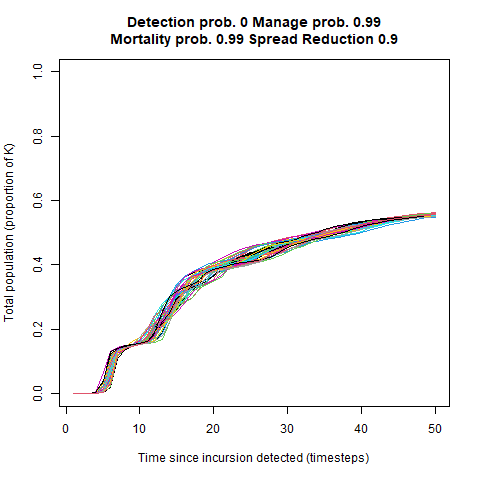 Detection prob. 0 Manage prob. 0.99
Mortality prob. 0.99 Spread Reduction 0.9
Total population (proportion of K)
1.0
0.8
0.6
0.4
0.2
0.0
0 10 20 30 40 50
Time since incursion detected (timesteps)